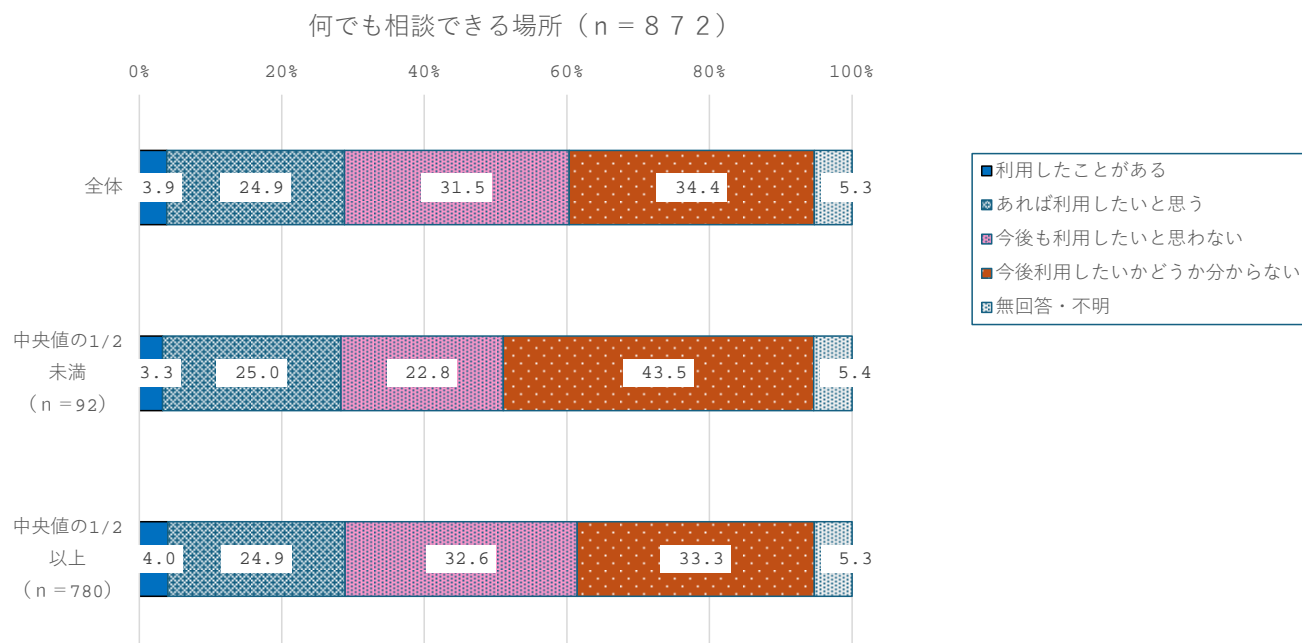 何でも相談できる場所（ｎ＝８７２）
0% 20% 40% 60% 80% 100%
全体
3.9 24.9 31.5 34.4 5.3
中央値の1/2
未満
（ｎ＝92）
3.3 25.0 22.8 43.5 5.4
中央値の1/2
以上
（ｎ＝780）
4.0 24.9 32.6 33.3 5.3
利用したことがある
あれば利用したいと思う
今後も利用したいと思わない
今後利用したいかどうか分からない
無回答・不明